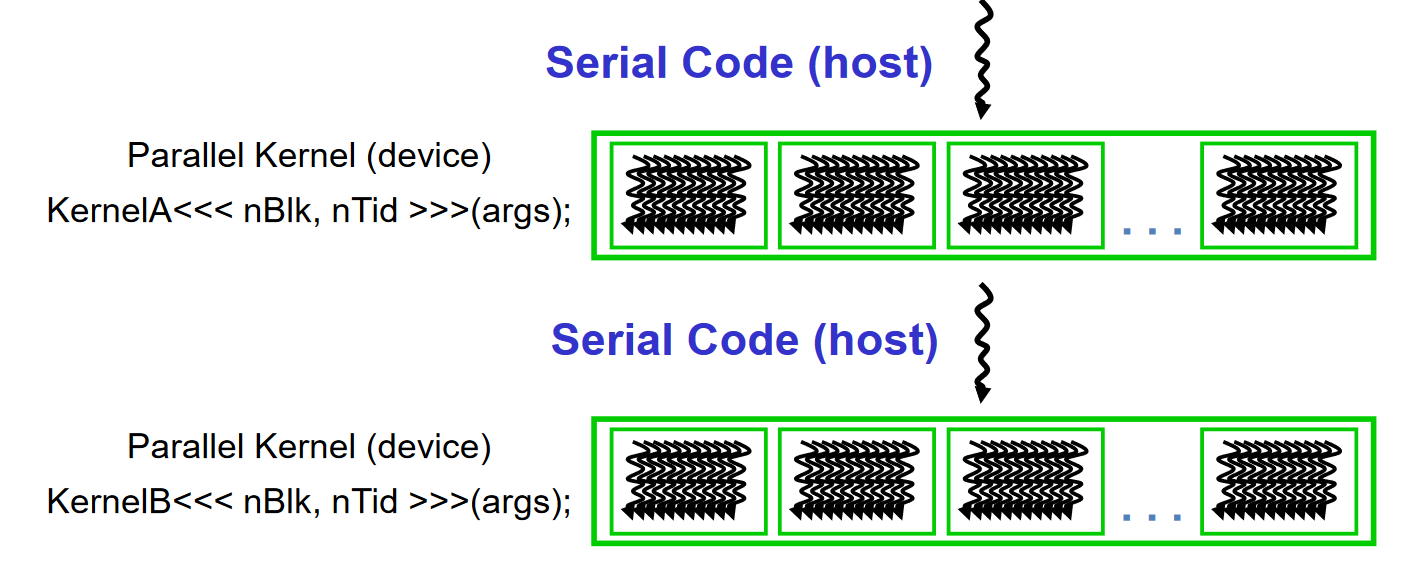 Serial Code (host)
Parallel Kernel (device)
KernelA<<< nBlk, nTid >>>(args);
. . .
Serial Code (host)
Parallel Kernel (device)
KernelB<<< nBlk, nTid >>>(args);
. . .